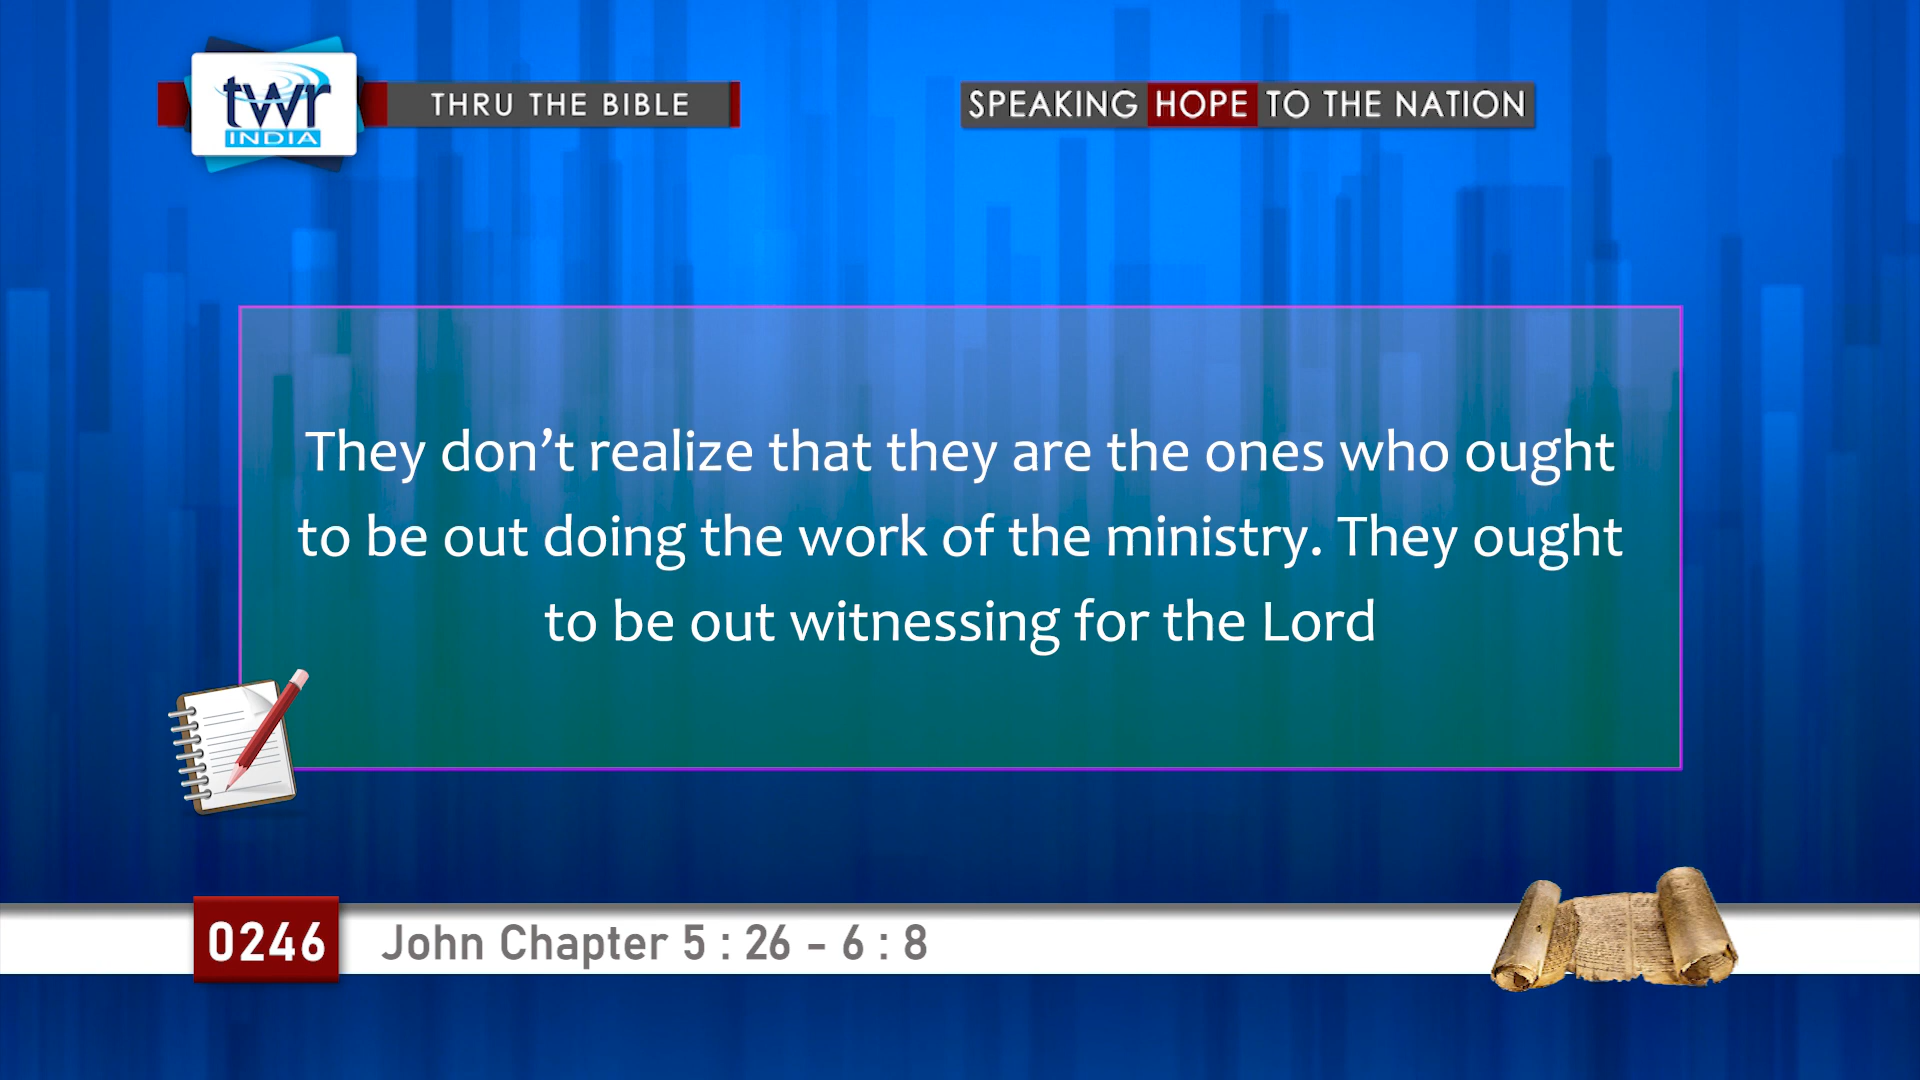 twr
INDIA
THRU THE BIBLE
SPEAKING HOPE TO THE NATION
They don’t realize that they are the ones who ought
to be out doing the work of the ministry. They ought
to be out witnessing for the Lord
0246
John Chapter 5 : 26 - 6 : 8